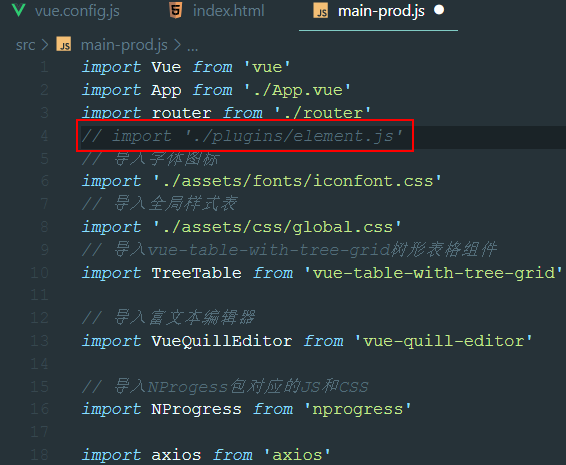 vue.config.js index.html main-prod.js
src > main-prod.js > ...
1 import Vue from 'vue'
2 import App from './App.vue'
3 import router from './router'
4 // import './plugins/element.js'
5 // 导入字体图标
6 import './assets/fonts/iconfont.css'
7 // 导入全局样式表
8 import './assets/css/global.css'
9 // 导入vue-table-with-tree-grid树形表格组件
10 import TreeTable from 'vue-table-with-tree-grid'
11
12 // 导入富文本编辑器
13 import VueQuillEditor from 'vue-quill-editor'
14
15 // 导入NProgess包对应的JS和CSS
16 import NProgress from 'nprogress'
17
18 import axios from 'axios'